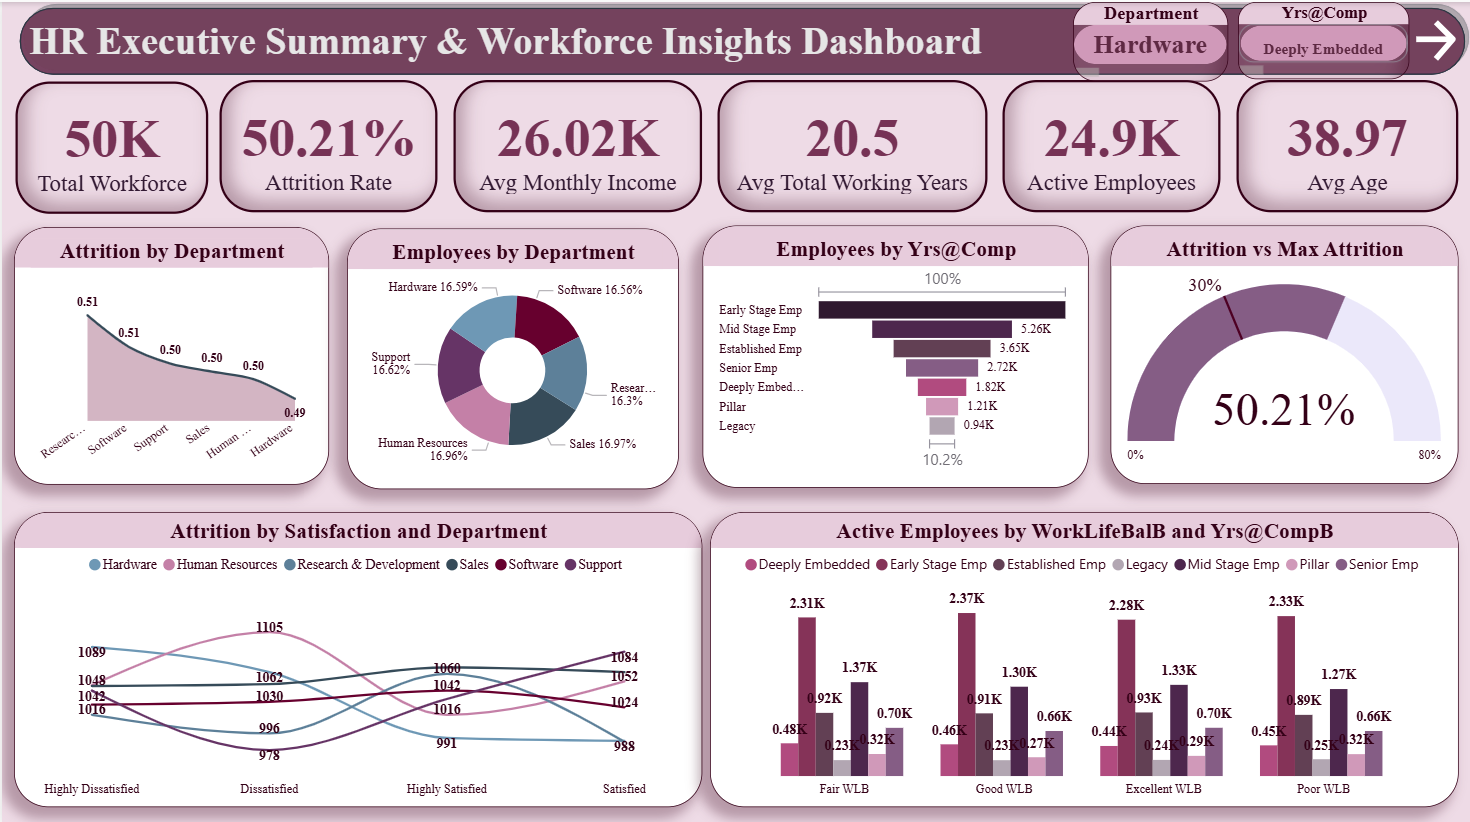 HR Executive Summary & Workforce Insights Dashboard
Department
Hardware
Yrs@Comp
Deeply Embedded
50K
Total Workforce
50.21%
Attrition Rate
26.02K
Avg Monthly Income
20.5
Avg Total Working Years
24.9K
Active Employees
38.97
Avg Age
Attrition by Department
0.51
0.51
0.50
0.50
0.50
0.49
Researc...
Software
Support
Sales
Human ...
Hardware
Employees by Department
Hardware 16.59%
Software 16.56%
Support
16.62%
Resear...
16.3%
Human Resources
16.96%
Sales 16.97%
Employees by Yrs@Comp
100%
Early Stage Emp
Mid Stage Emp
5.26K
Established Emp
3.65K
Senior Emp
2.72K
Deeply Embed...
1.82K
Pillar
1.21K
Legacy
0.94K
10.2%
Attrition vs Max Attrition
30%
50.21%
0%
80%
Attrition by Satisfaction and Department
Hardware Human Resources Research & Development Sales Software Support
1089
1048
1042
1016
1105
1062
1030
996
978
1060
1042
1016
991
1084
1052
1024
988
Highly Dissatisfied
Dissatisfied
Highly Satisfied
Satisfied
Active Employees by WorkLifeBalB and Yrs@CompB
Deeply Embedded Early Stage Emp Established Emp Legacy Mid Stage Emp Pillar Senior Emp
0.48K
2.31K
0.92K
0.23K
1.37K
0.32K
0.70K
0.46K
2.37K
0.91K
0.23K
1.30K
0.27K
0.66K
0.44K
2.28K
0.93K
0.24K
1.33K
0.29K
0.70K
0.45K
2.33K
0.89K
0.25K
1.27K
0.32K
0.66K
Fair WLB
Good WLB
Excellent WLB
Poor WLB